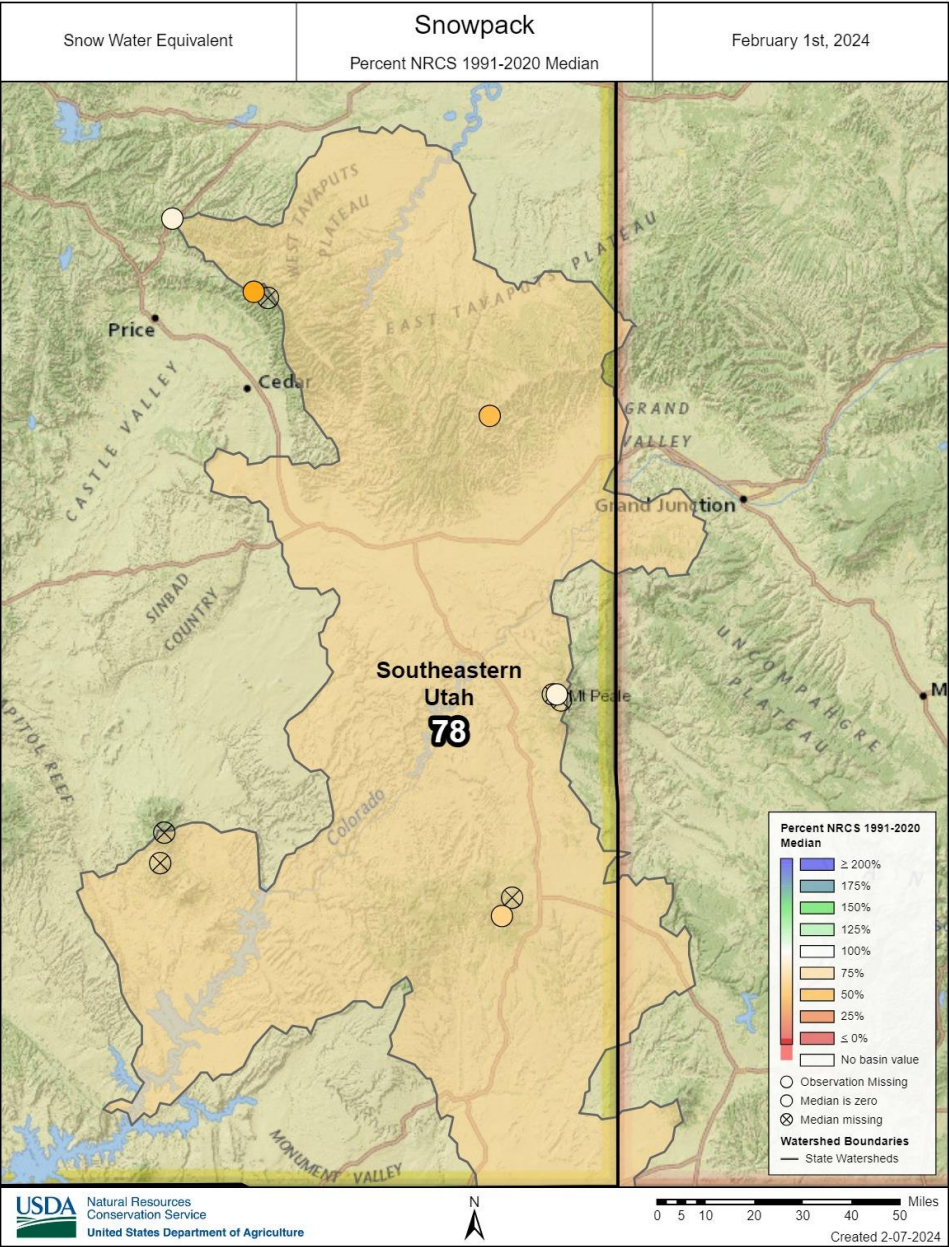 Snow Water Equivalent
Snowpack
Percent NRCS 1991-2020 Median
February 1st, 2024
WEST TAVAPUTS
PLATEAU
EAST TAVAPUTS PLATEAU
Price
Cedar
CASTLE VALLEY
GRAND
VALLEY
Grand Junction
SINBAD
COUNTRY
UNCOMPAHGRE
PLATEAU
Southeastern
Utah
78
Mt Peale
M
APITOL REEF
Colorado
MONUMENT VALLEY
Percent NRCS 1991-2020
Median
≥ 200%
175%
150%
125%
100%
75%
50%
25%
≤ 0%
No basin value
Observation Missing
Median is zero
Median missing
Watershed Boundaries
State Watersheds
USDA
Natural Resources
Conservation Service
United States Department of Agriculture
N
Miles
0 5 10 20 30 40 50
Created 2-07-2024